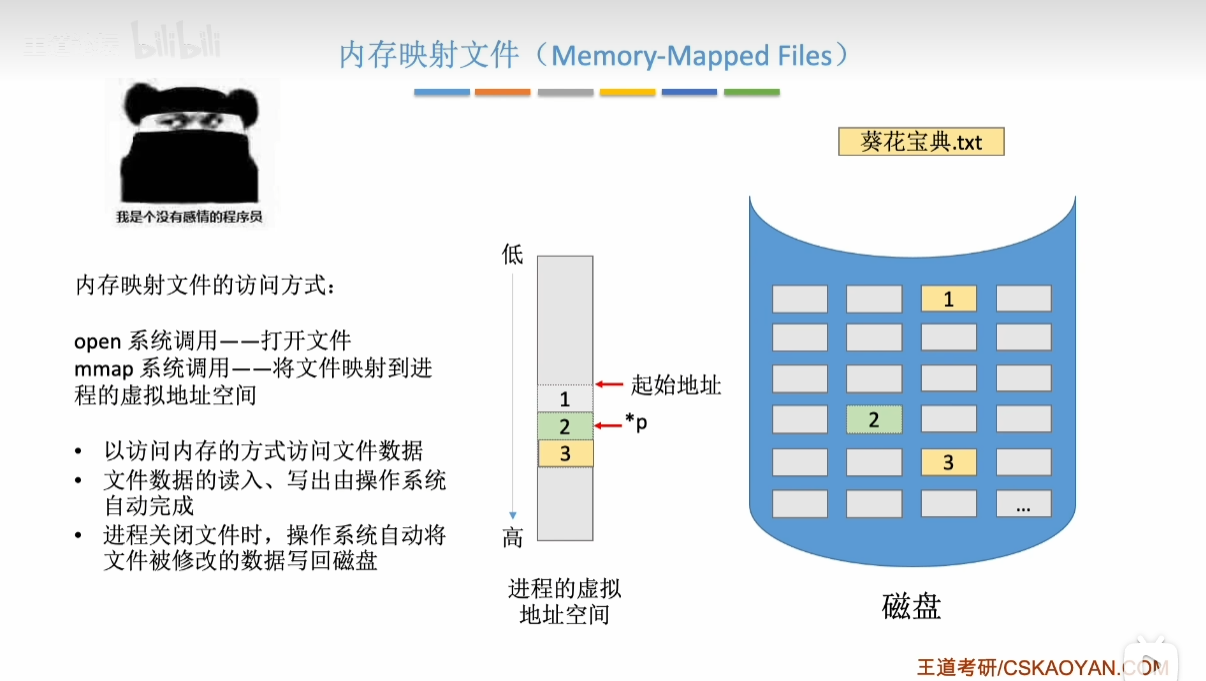 bilibili
内存映射文件（Memory-Mapped Files）
葵花宝典.txt
我是个没有感情的程序员
内存映射文件的访问方式：
open 系统调用——打开文件
mmap 系统调用——将文件映射到进
程的虚拟地址空间
• 以访问内存的方式访问文件数据
• 文件数据的读入、写出由操作系统
自动完成
• 进程关闭文件时，操作系统自动将
文件被修改的数据写回磁盘
低
起始地址
1
2
*p
3
高
进程的虚拟
地址空间
1
2
3
...
磁盘
王道考研/CSKAOYAN.COM